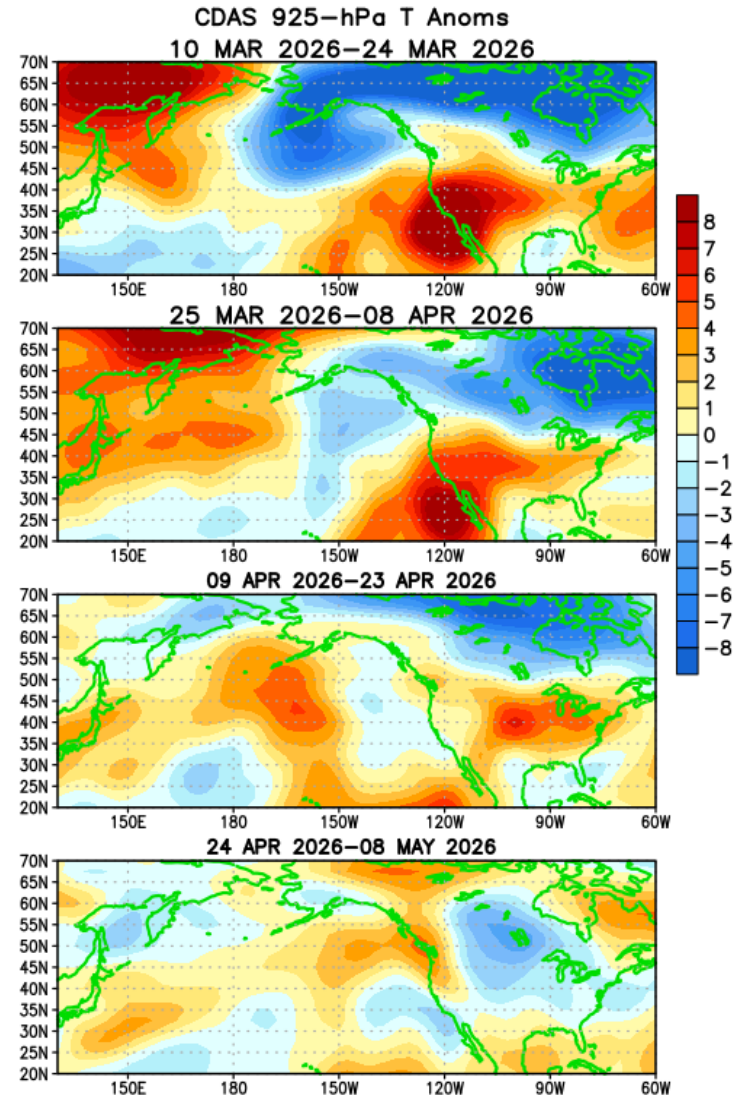 CDAS 925-hPa T Anoms
10 MAR 2026-24 MAR 2026
70N
65N
60N
55N
50N
45N
40N
35N
30N
25N
20N
150E 180 150W 120W 90W 60W
25 MAR 2026-08 APR 2026
70N
65N
60N
55N
50N
45N
40N
35N
30N
25N
20N
150E 180 150W 120W 90W 60W
09 APR 2026-23 APR 2026
70N
65N
60N
55N
50N
45N
40N
35N
30N
25N
20N
150E 180 150W 120W 90W 60W
24 APR 2026-08 MAY 2026
70N
65N
60N
55N
50N
45N
40N
35N
30N
25N
20N
150E 180 150W 120W 90W 60W
8
7
6
5
4
3
2
1
0
-1
-2
-3
-4
-5
-6
-7
-8